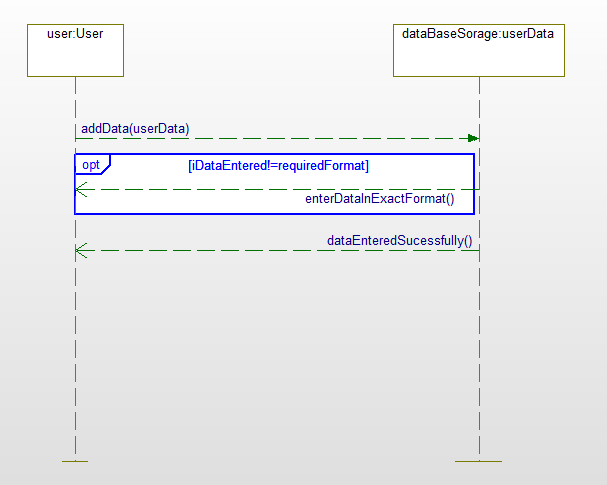 user:User
dataBaseSorage:userData
addData(userData)
opt
[iDataEntered!=requiredFormat]
enterDataInExactFormat()
dataEnteredSucessfully()